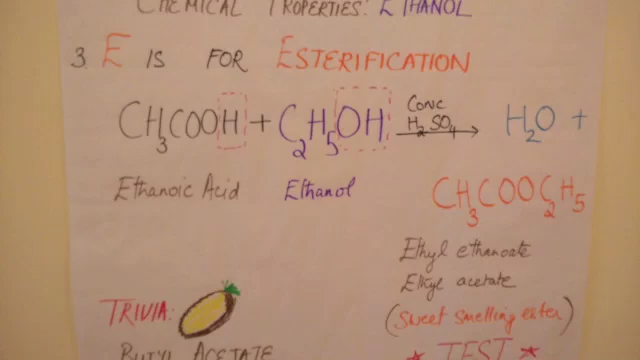 CHEMICAL PROPERTIES: ETHANOL
3. E IS FOR ESTERIFICATION
CH3COOH + C2H5OH Conc H2SO4 → H2O +
Ethanoic Acid Ethanol
CH3COOC2H5
Ethyl ethanoate
Ethyl acetate
(Sweet smelling ester)
TRIVIA:
BUTYL ACETATE
* TEST *